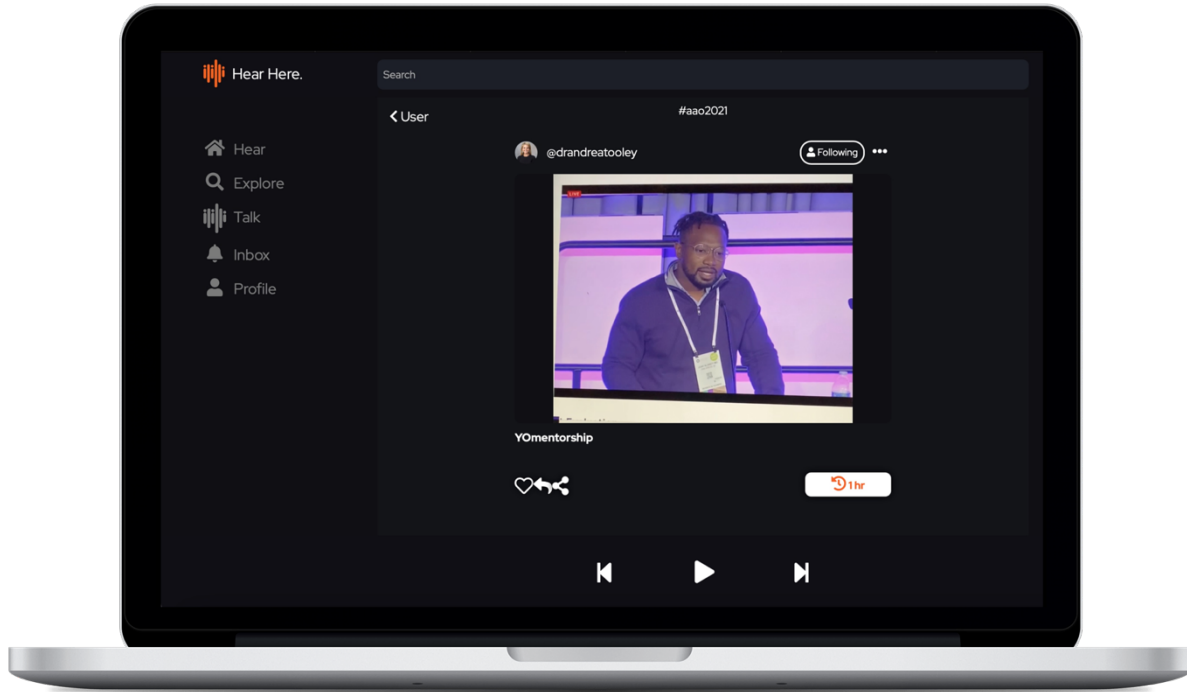 Hear Here.
Search
User
#aao2021
Hear
Explore
Talk
Inbox
Profile
@drandreatooley
Following
LIVE
YOmentorship
1 hr